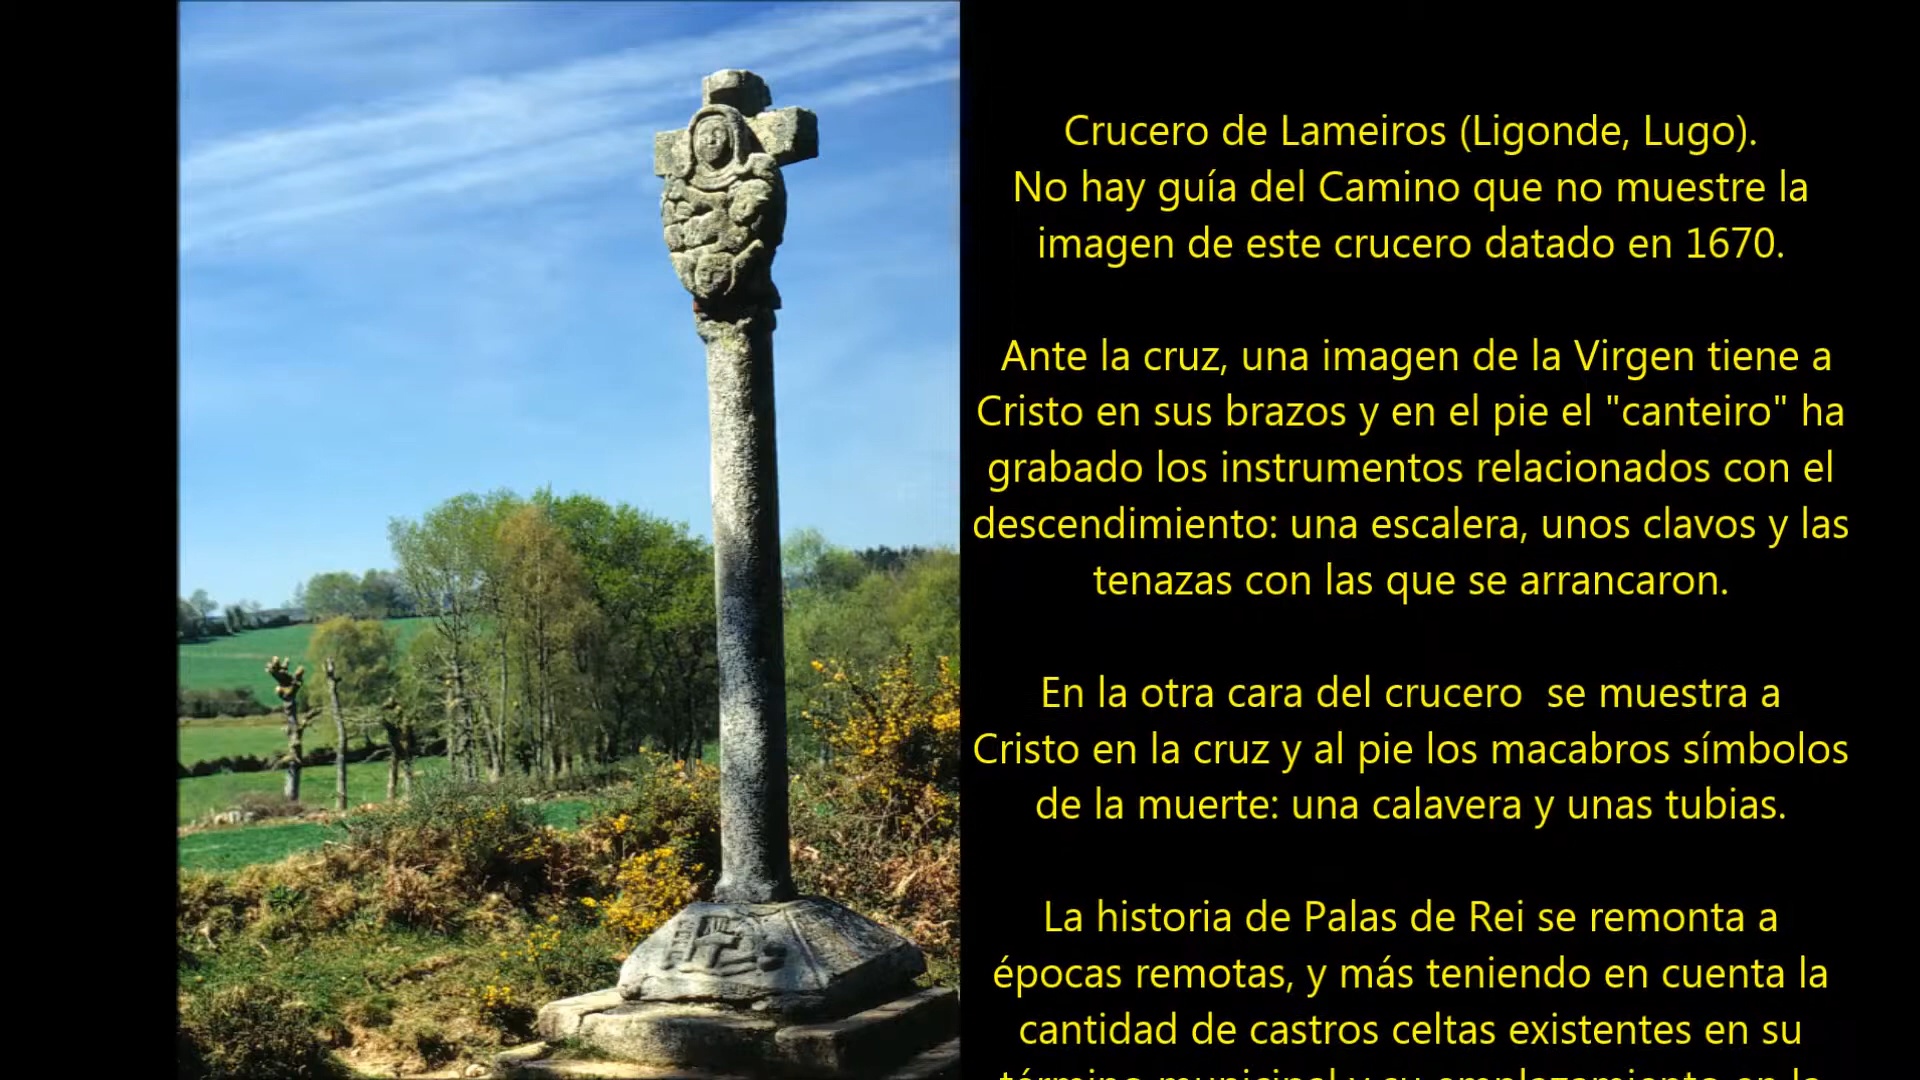 Crucero de Lameiros (Ligonde, Lugo).
No hay guía del Camino que no muestre la
imagen de este crucero datado en 1670.
Ante la cruz, una imagen de la Virgen tiene a
Cristo en sus brazos y en el pie el "canteiro" ha
grabado los instrumentos relacionados con el
descendimiento: una escalera, unos clavos y las
tenazas con las que se arrancaron.
En la otra cara del crucero  se muestra a
Cristo en la cruz y al pie los macabros símbolos
de la muerte: una calavera y unas tubias.
La historia de Palas de Rei se remonta a
épocas remotas, y más teniendo en cuenta la
cantidad de castros celtas existentes en su